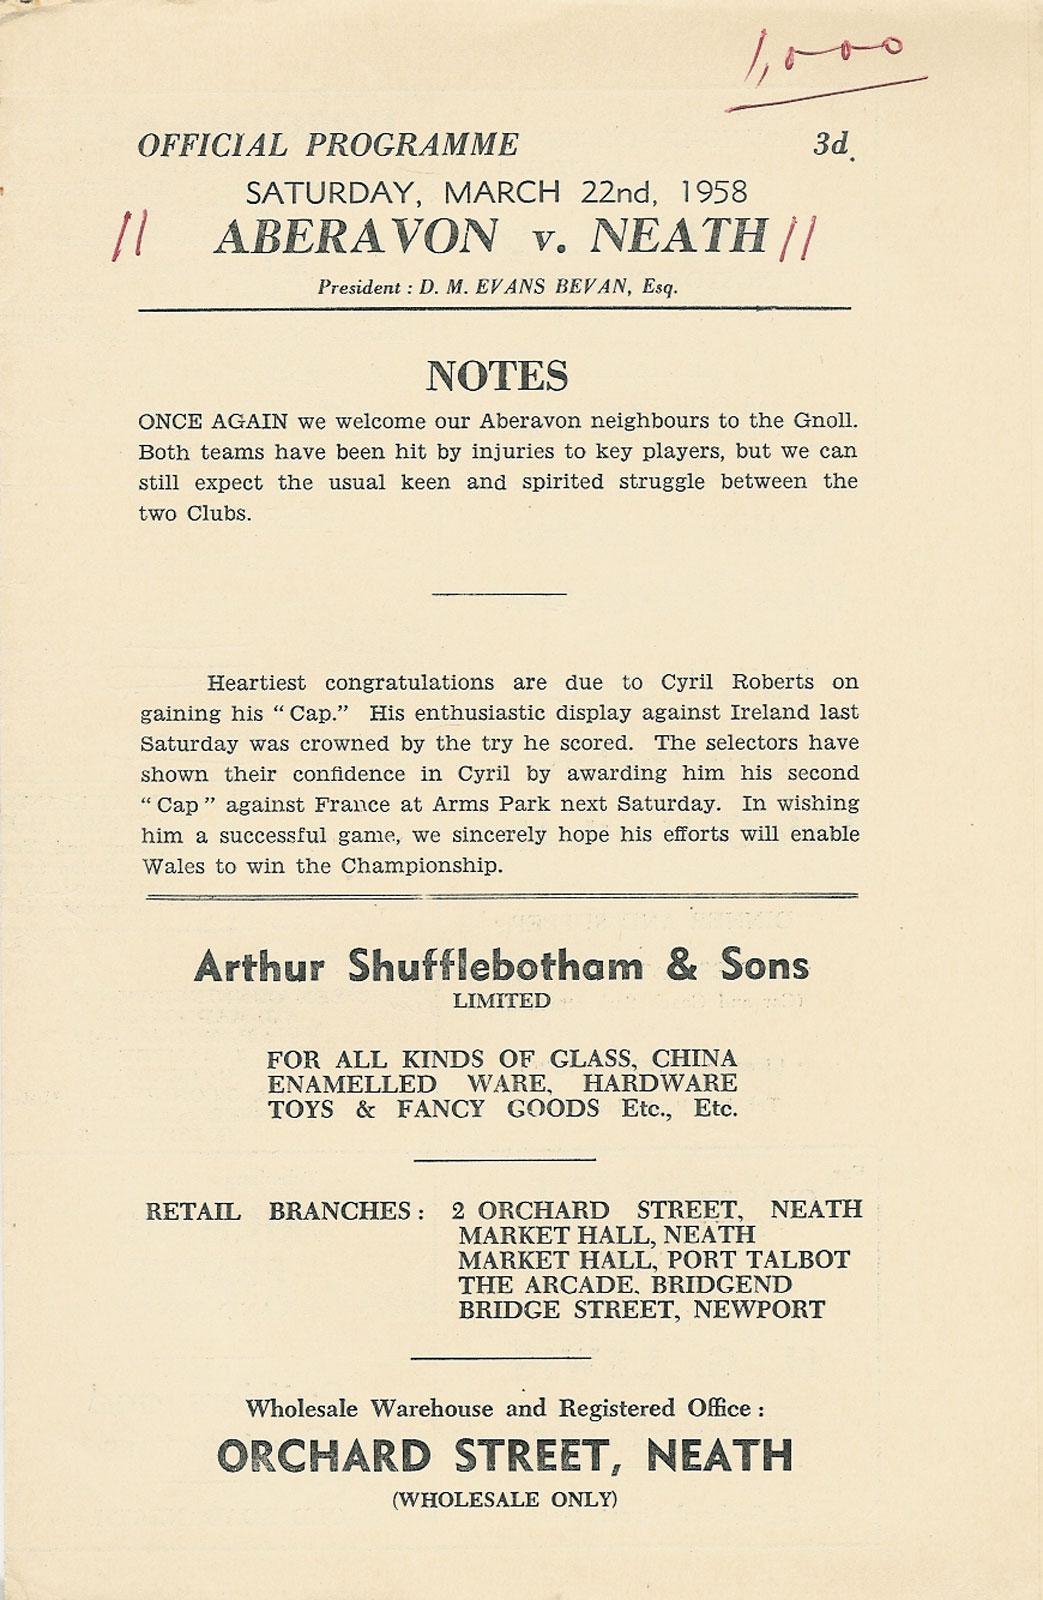 1,000
OFFICIAL PROGRAMME 3d.
SATURDAY, MARCH 22nd, 1958
// ABERAVON v. NEATH //
President : D. M. EVANS BEVAN, Esq.
NOTES
ONCE AGAIN we welcome our Aberavon neighbours to the Gnoll.
Both teams have been hit by injuries to key players, but we can
still expect the usual keen and spirited struggle between the
two Clubs.
Heartiest congratulations are due to Cyril Roberts on
gaining his “ Cap.” His enthusiastic display against Ireland last
Saturday was crowned by the try he scored. The selectors have
shown their confidence in Cyril by awarding him his second
“ Cap ” against France at Arms Park next Saturday. In wishing
him a successful game, we sincerely hope his efforts will enable
Wales to win the Championship.
Arthur Shufflebotham & Sons
LIMITED
FOR ALL KINDS OF GLASS, CHINA
ENAMELLED WARE, HARDWARE
TOYS & FANCY GOODS Etc., Etc.
RETAIL BRANCHES : 2 ORCHARD STREET, NEATH
MARKET HALL, NEATH
MARKET HALL, PORT TALBOT
THE ARCADE. BRIDGEND
BRIDGE STREET, NEWPORT
Wholesale Warehouse and Registered Office :
ORCHARD STREET, NEATH
(WHOLESALE ONLY)